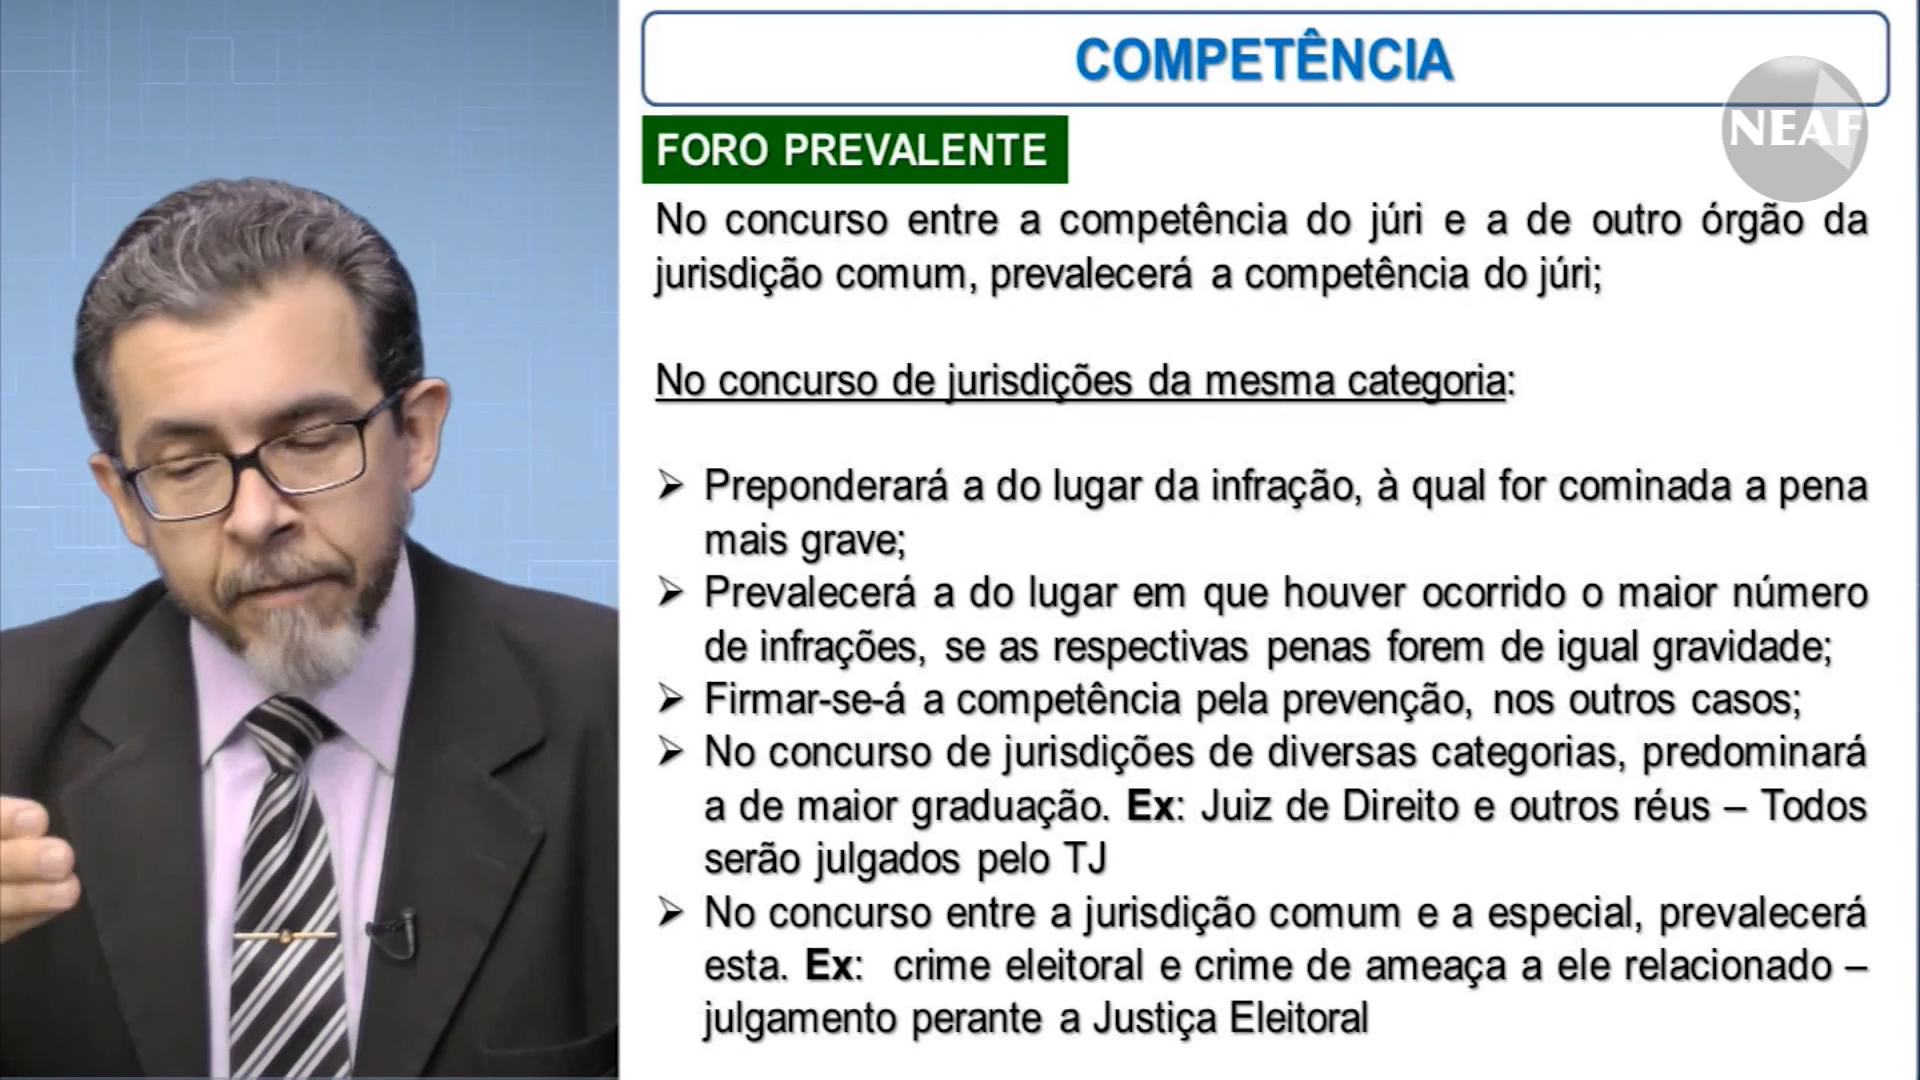 COMPETÊNCIA
NEAF
FORO PREVALENTE
No concurso entre a competência do júri e a de outro órgão da
jurisdição comum, prevalecerá a competência do júri;
No concurso de jurisdições da mesma categoria:
➢ Preponderará a do lugar da infração, à qual for cominada a pena
mais grave;
➢ Prevalecerá a do lugar em que houver ocorrido o maior número
de infrações, se as respectivas penas forem de igual gravidade;
➢ Firmar-se-á a competência pela prevenção, nos outros casos;
➢ No concurso de jurisdições de diversas categorias, predominará
a de maior graduação. Ex: Juiz de Direito e outros réus – Todos
serão julgados pelo TJ
➢ No concurso entre a jurisdição comum e a especial, prevalecerá
esta. Ex: crime eleitoral e crime de ameaça a ele relacionado –
julgamento perante a Justiça Eleitoral